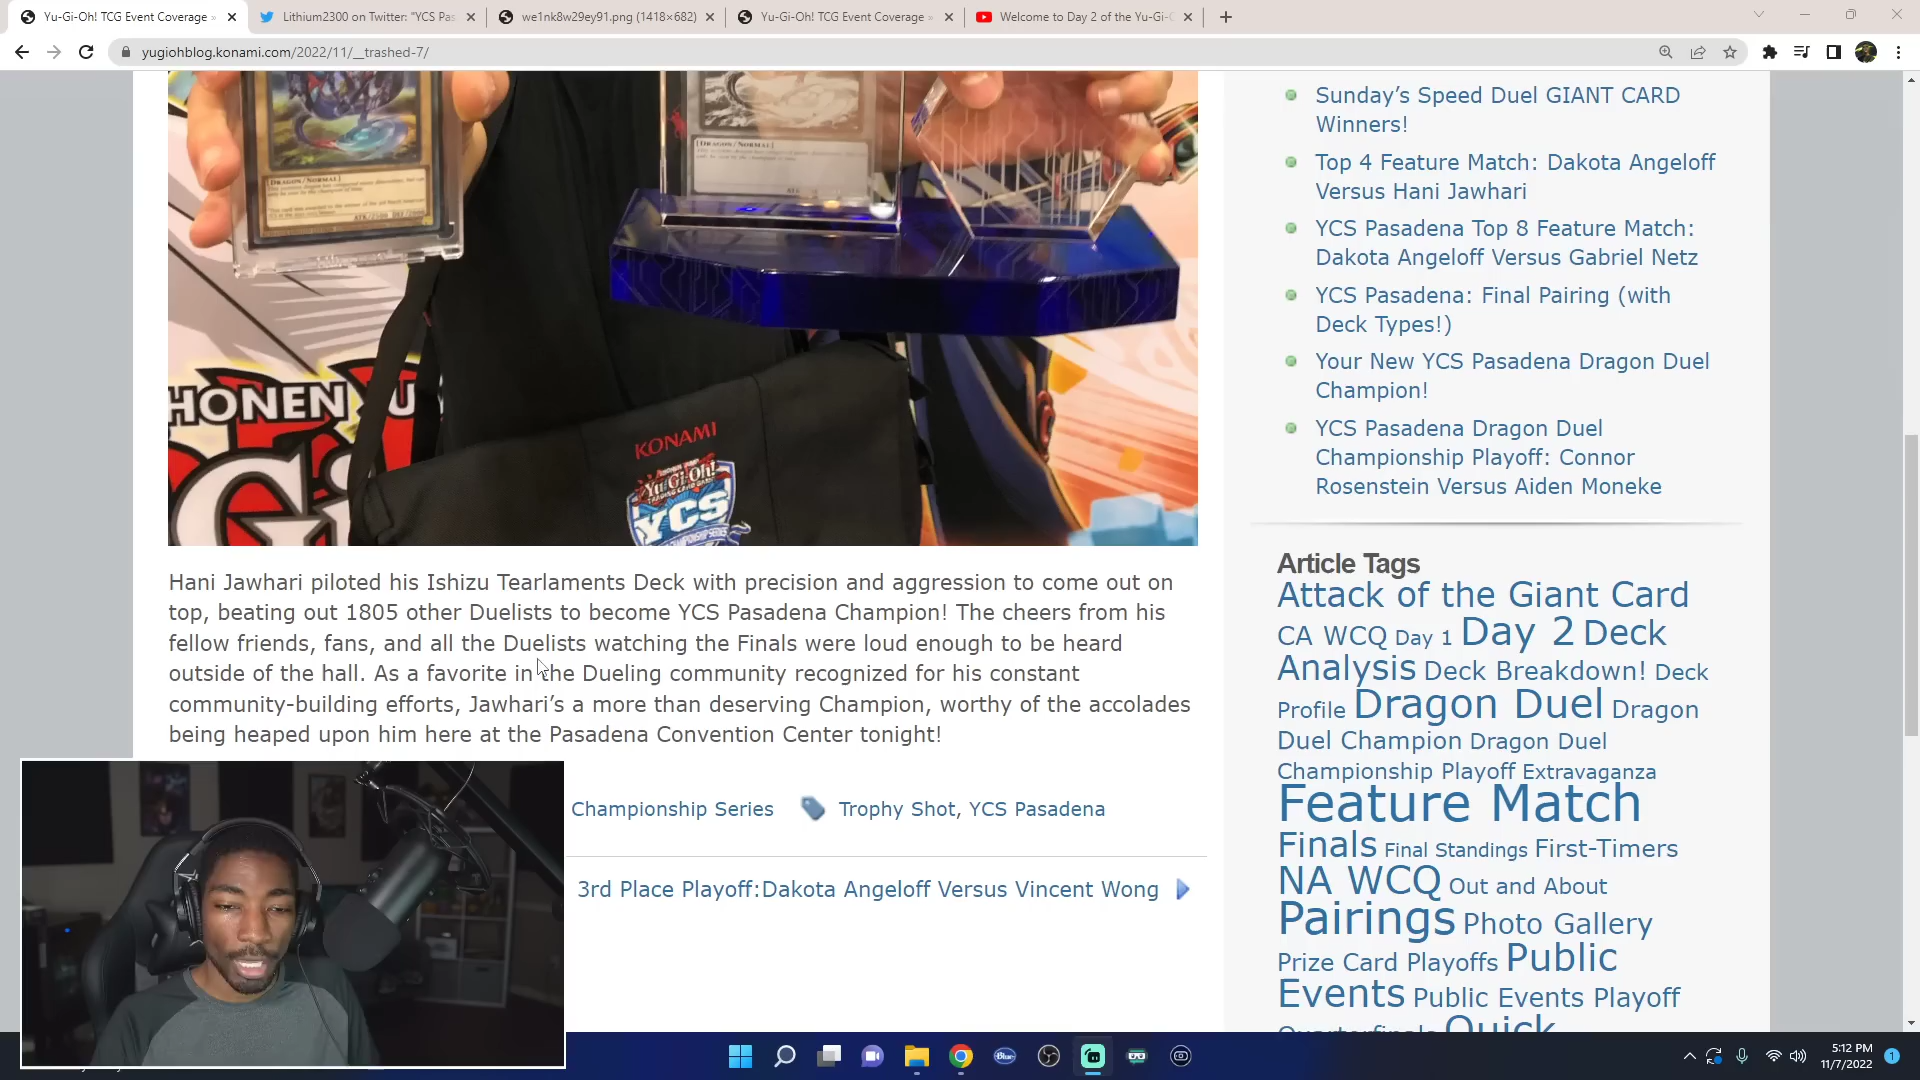 Yu-Gi-Oh! TCG Event Coverage »
Lithium2300 on Twitter: "YCS Pas
we1nk8w29ey91.png (1418×682)
Yu-Gi-Oh! TCG Event Coverage »
Welcome to Day 2 of the Yu-Gi-O
yugiohblog.konami.com/2022/11/__trashed-7/
[DRAGON/NORMAL]
[DRAGON/NORMAL]
HONEN JU
Gi
KONAMI
Yu-Gi-Oh!
YCS
Hani Jawhari piloted his Ishizu Tearlaments Deck with precision and aggression to come out on
top, beating out 1805 other Duelists to become YCS Pasadena Champion! The cheers from his
fellow friends, fans, and all the Duelists watching the Finals were loud enough to be heard
outside of the hall. As a favorite in the Dueling community recognized for his constant
community-building efforts, Jawhari's a more than deserving Champion, worthy of the accolades
being heaped upon him here at the Pasadena Convention Center tonight!
Championship Series
Trophy Shot, YCS Pasadena
3rd Place Playoff:Dakota Angeloff Versus Vincent Wong
Sunday's Speed Duel GIANT CARD
Winners!
Top 4 Feature Match: Dakota Angeloff
Versus Hani Jawhari
YCS Pasadena Top 8 Feature Match:
Dakota Angeloff Versus Gabriel Netz
YCS Pasadena: Final Pairing (with
Deck Types!)
Your New YCS Pasadena Dragon Duel
Champion!
YCS Pasadena Dragon Duel
Championship Playoff: Connor
Rosenstein Versus Aiden Moneke
Article Tags
Attack of the Giant Card
CA WCQ Day 1 Day 2 Deck
Analysis Deck Breakdown! Deck
Profile Dragon Duel Dragon
Duel Champion Dragon Duel
Championship Playoff Extravaganza
Feature Match
Finals Final Standings First-Timers
NA WCQ Out and About
Pairings Photo Gallery
Prize Card Playoffs Public
Events Public Events Playoff
Quarterfinals Quick
Blue
5:12 PM
11/7/2022
1